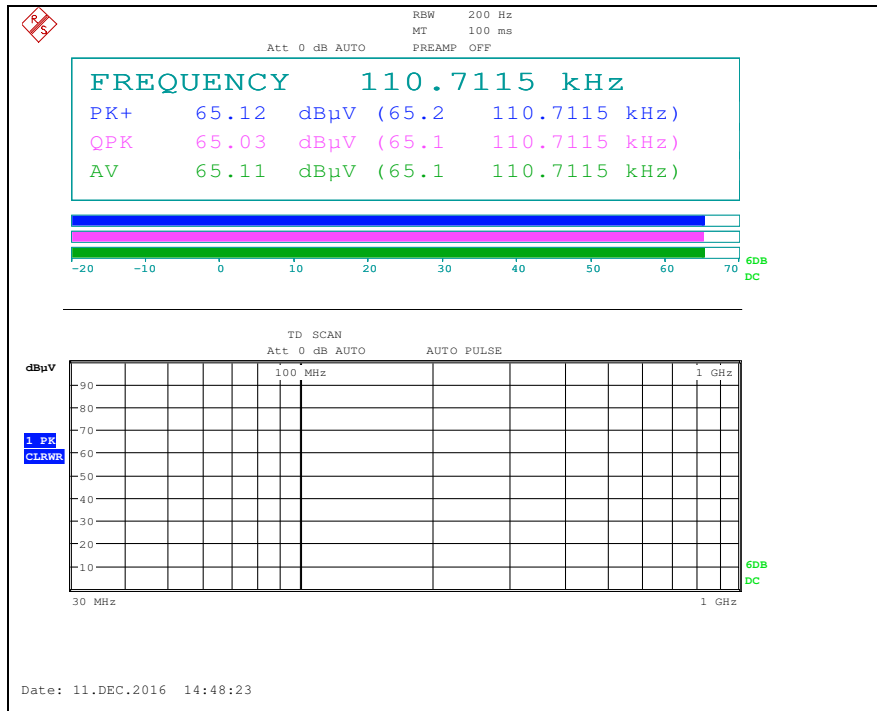 R S
RBW 200 Hz
MT 100 ms
Att 0 dB AUTO PREAMP OFF
FREQUENCY 110.7115 kHz
PK+ 65.12 dBµV (65.2 110.7115 kHz)
QPK 65.03 dBµV (65.1 110.7115 kHz)
AV 65.11 dBµV (65.1 110.7115 kHz)
-20 -10 0 10 20 30 40 50 60 70
6DB
DC
TD SCAN
Att 0 dB AUTO AUTO PULSE
dBµV
100 MHz 1 GHz
90
80
70
1 PK
CLRWR
60
50
40
30
20
10
6DB
DC
30 MHz 1 GHz
Date: 11.DEC.2016 14:48:23